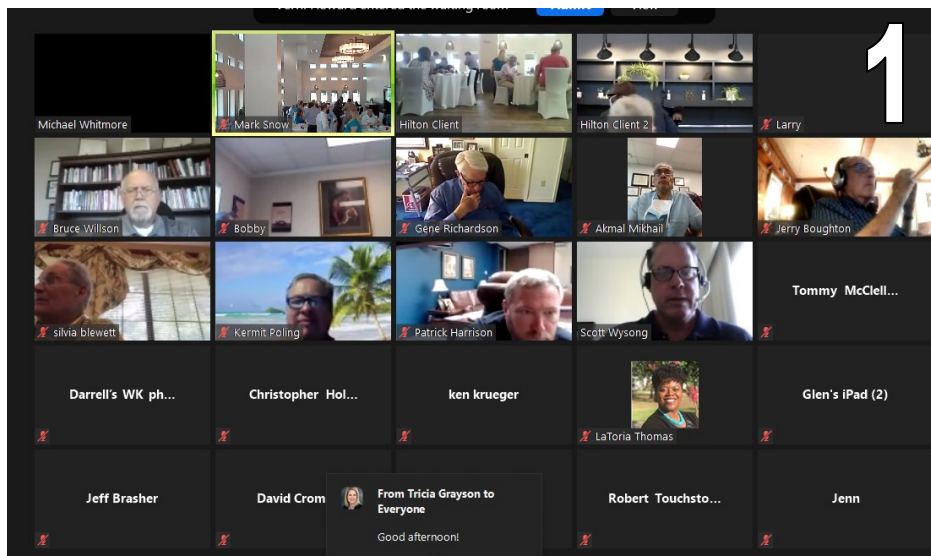 1
Michael Whitmore
Mark Snow
Hilton Client
Hilton Client 2
Larry
Bruce Willson
Bobby
Gene Richardson
Akmal Mikhail
Jerry Boughton
silvia blewett
Kermit Poling
Patrick Harrison
Scott Wysong
Tommy McClell...
Darrell's WK ph...
Christopher Hol...
ken krueger
LaToria Thomas
Glen's iPad (2)
Jeff Brasher
David Crom
Robert Touchsto...
Jenn
From Tricia Grayson to
Everyone
Good afternoon!